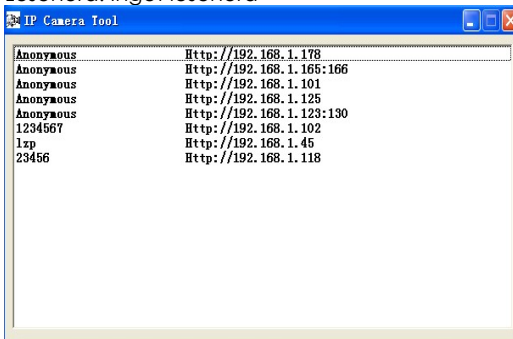 IP Camera Tool
Anonymous Http://192.168.1.178
Anonymous Http://192.168.1.165:166
Anonymous Http://192.168.1.101
Anonymous Http://192.168.1.125
Anonymous Http://192.168.1.123:130
1234567 Http://192.168.1.102
lzp Http://192.168.1.45
23456 Http://192.168.1.118